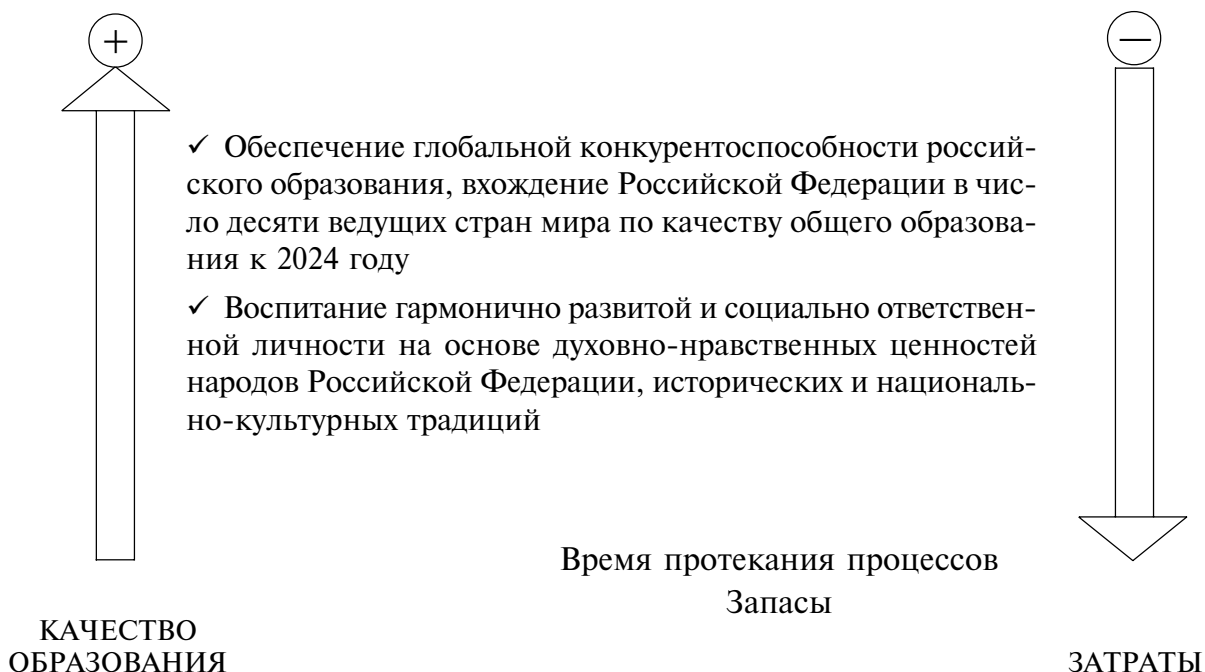 +
—
✓ Обеспечение глобальной конкурентоспособности россий-
ского образования, вхождение Российской Федерации в чис-
ло десяти ведущих стран мира по качеству общего образова-
ния к 2024 году
✓ Воспитание гармонично развитой и социально ответствен-
ной личности на основе духовно-нравственных ценностей
народов Российской Федерации, исторических и националь-
но-культурных традиций
Время протекания процессов
Запасы
КАЧЕСТВО
ОБРАЗОВАНИЯ
ЗАТРАТЫ